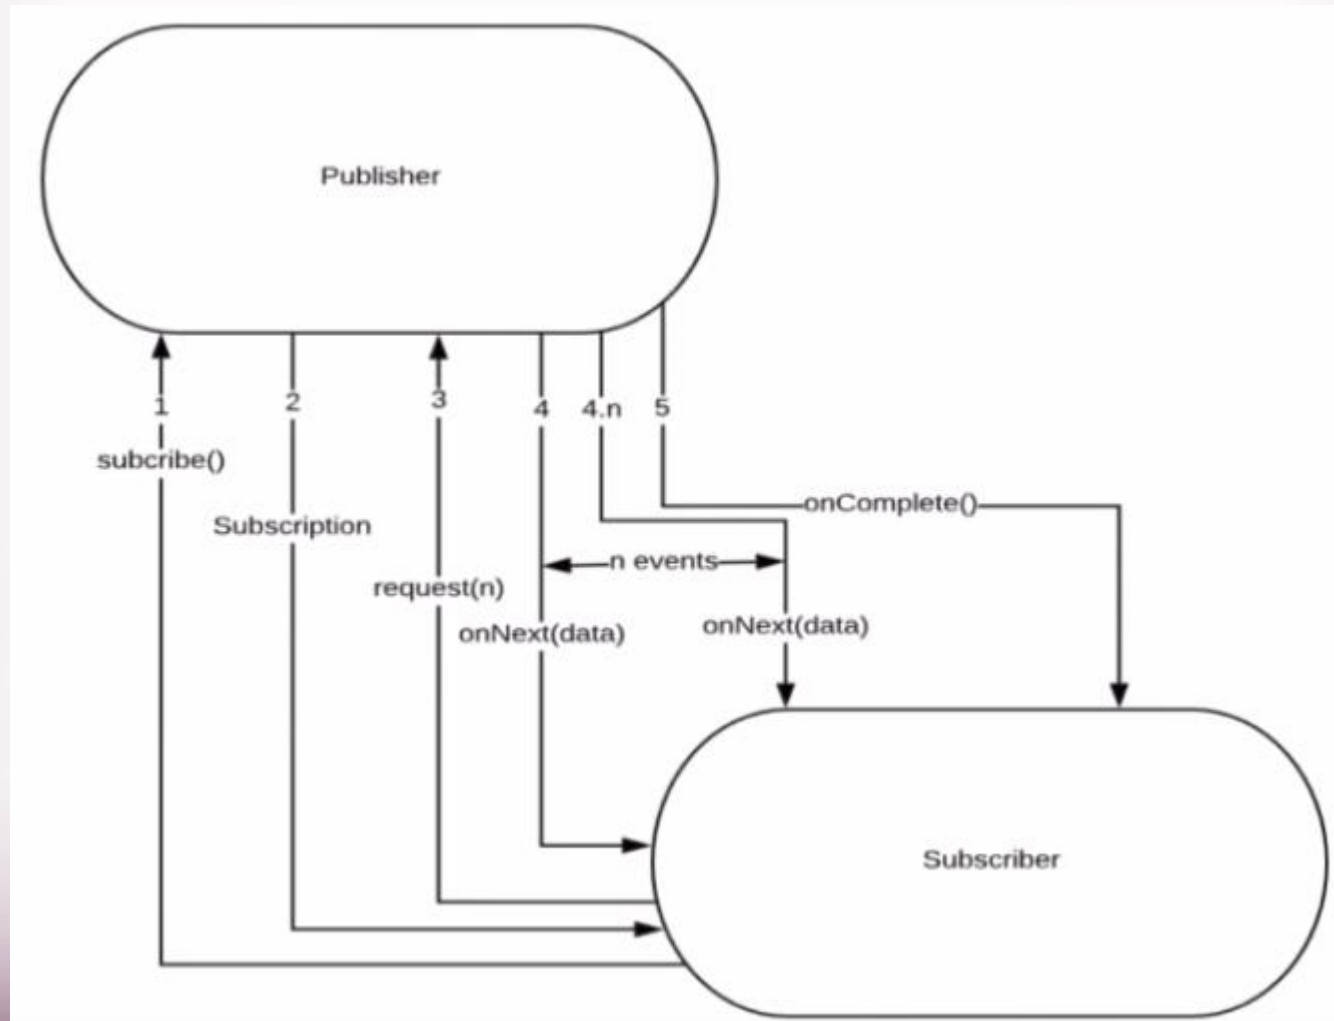 Publisher
1
2
3
4
4.n
5
subcribe()
onComplete()
Subscription
n events
request(n)
onNext(data)
onNext(data)
Subscriber